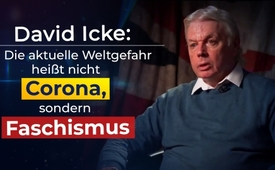 David Icke:
Die aktuelle Weltgefahr
heißt nicht
Corona,
sondern
Faschismus